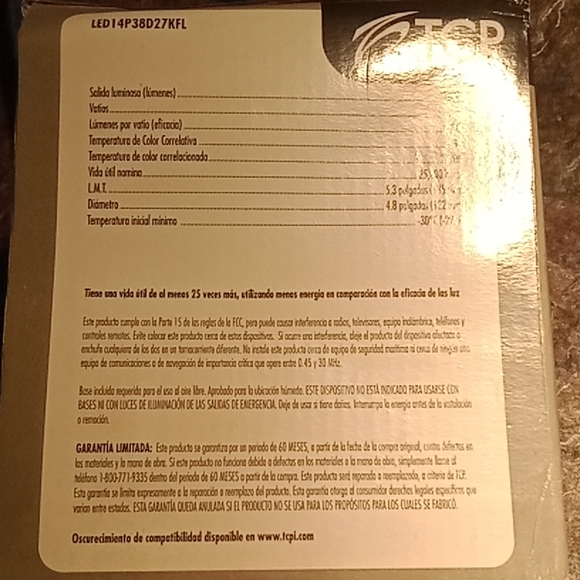 LED14P38D27KFL
TCP
Salida luminosa (lúmenes)
Vatios
Lúmenes por vatio (eficacia)
Temperatura de Color Correlativa
Temperatura de color correlacionada
Vida útil nomina
L.M.T. 5.3 pulgadas
Diámetro 4.8 pulgadas
Temperatura inicial mínimo -30°
Tiene una vida útil de al menos 25 veces más, utilizando menos energía en comparación con la eficacia de las luz
Este producto cumple con la Parte 15 de las reglas de la FCC, pero puede causar interferencia a radios, televisores, equipo inalámbrico, teléfonos y
controles remotos. Evite colocar este producto cerca de estos dispositivos. Si ocurre una interferencia, aleje el producto del dispositivo afectado o
enchufe cualquiera de los dos en un tomacorriente diferente. No instale este producto cerca de equipo de seguridad marítima ni cerca de ningún otro
equipo de comunicaciones o de navegación de importancia crítica que opere entre 0.45 y 30 MHz.
Base incluida requerida para el uso al aire libre. Aprobado para la ubicación húmedo. ESTE DISPOSITIVO NO ESTÁ INDICADO PARA USARSE CON
BASES NI CON LUCES DE ILUMINACIÓN DE LAS SALIDAS DE EMERGENCIA. Deje de usar si tiene daños. Interrumpa la energía antes de la instalación
o remoción.
GARANTÍA LIMITADA: Este producto se garantiza por un período de 60 MESES, a partir de la fecha de la compra original, contra defectos en
los materiales y la mano de obra. Si este producto no funciona debido a defectos en los materiales o la mano de obra, simplemente llame al
teléfono 1-800-771-9335 dentro del período de 60 MESES a partir de la compra. Este producto será reparado o reemplazado, a criterio de TCP.
Esta garantía se limita expresamente a la reparación o reemplazo del producto. Esta garantía otorga al consumidor derechos legales específicos que
varían entre estados. ESTA GARANTÍA QUEDA ANULADA SI EL PRODUCTO NO SE USA PARA LOS PROPÓSITOS PARA LOS CUALES SE FABRICÓ.
Oscurecimiento de compatibilidad disponible en www.tcpi.com